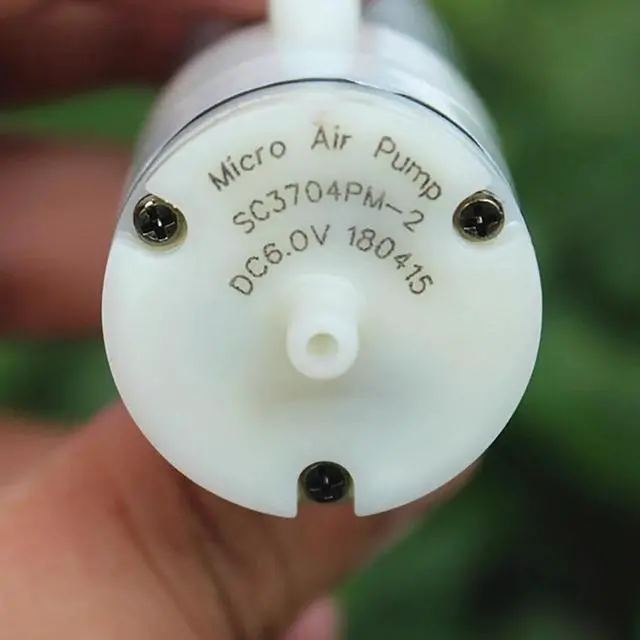 Micro Air Pump
SC3704PM-2
DC6.0V 180415